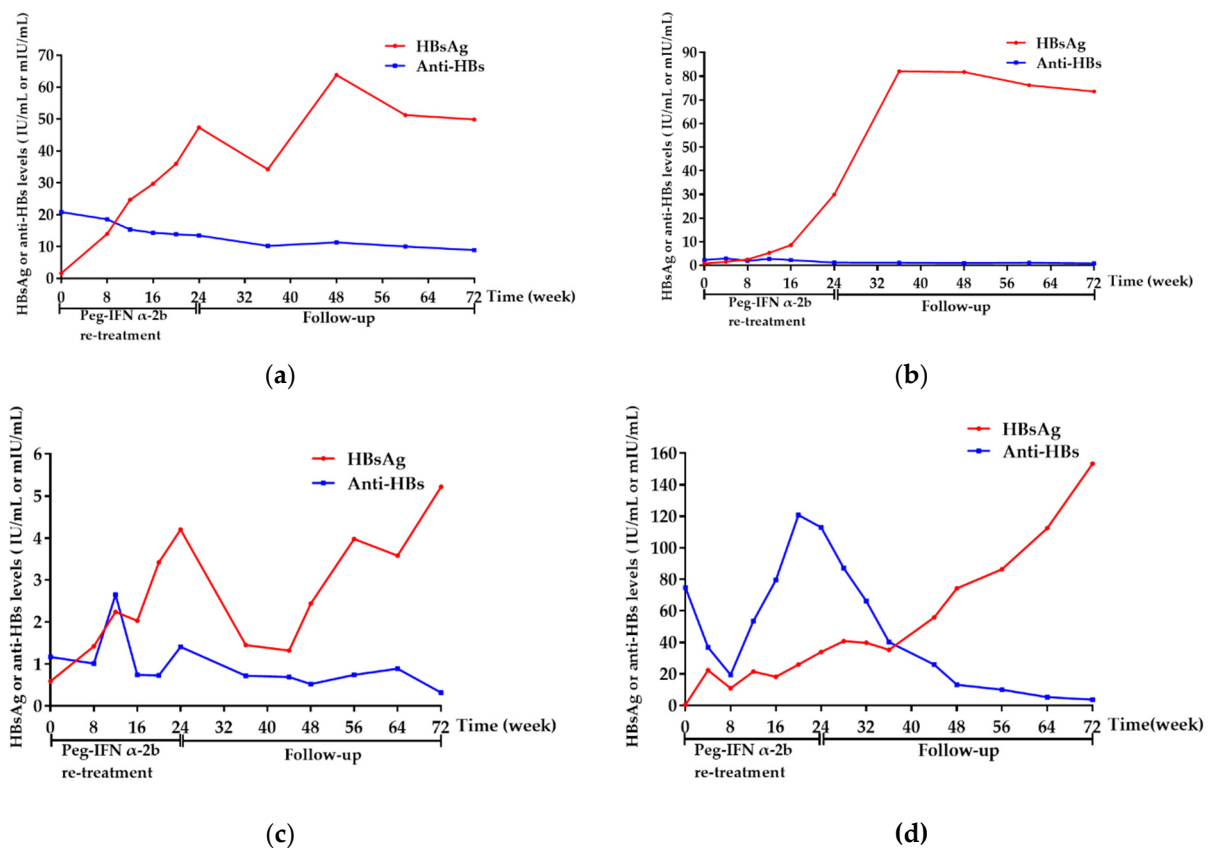 HBsAg
Anti-HBs
HBsAg or anti-HBs levels ( IU/mL or mIU/mL)
70
60
50
40
30
20
10
0
0 8 16 24 32 40 48 56 64 72 Time (week)
Peg-IFN α-2b
re-treatment
Follow-up
(a)
HBsAg
Anti-HBs
HBsAg or anti-HBs levels ( IU/mL or mIU/mL)
90
80
70
60
50
40
30
20
10
0
0 8 16 24 32 40 48 56 64 72 Time (week)
Peg-IFN α-2b
re-treatment
Follow-up
(b)
HBsAg
Anti-HBs
HBsAg or anti-HBs levels ( IU/mL or mIU/mL)
6
5
4
3
2
1
0
0 8 16 24 32 40 48 56 64 72 Time (week)
Peg-IFN α-2b
re-treatment
Follow-up
(c)
HBsAg
Anti-HBs
HBsAg or anti-HBs levels ( IU/mL or mIU/mL)
160
140
120
100
80
60
40
20
0
0 8 16 24 32 40 48 56 64 72 Time(week)
Peg-IFN α-2b
re-treatment
Follow-up
(d)